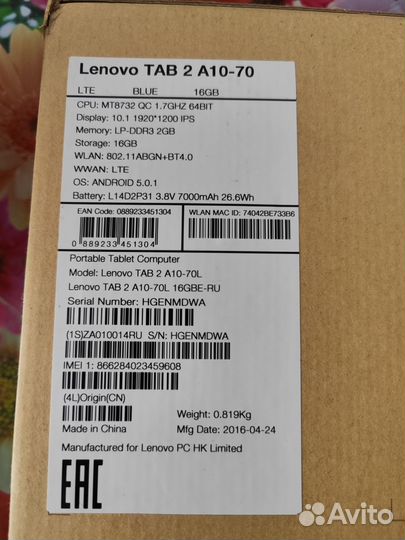 Lenovo TAB 2 A10-70
LTE BLUE 16GB
CPU: MT8732 QC 1.7GHZ 64BIT
Display: 10.1 1920*1200 IPS
Memory: LP-DDR3 2GB
Storage: 16GB
WLAN: 802.11ABGN+BT4.0
WWAN: LTE
OS: ANDROID 5.0.1
Battery: L14D2P31 3.8V 7000mAh 26.6Wh
EAN Code: 0889233451304 WLAN MAC ID: 74042BE733B6
0 889233 451304
Portable Tablet Computer
Model: Lenovo TAB 2 A10-70L
Lenovo TAB 2 A10-70L 16GBE-RU
Serial Number: HGENMDWA
(1S)ZA010014RU S/N: HGENMDWA
IMEI 1: 866284023459608
(4L)Origin(CN)
Made in China
Weight: 0.819Kg
Mfg Date: 2016-04-24
Manufactured for Lenovo PC HK Limited
EAC
Avito